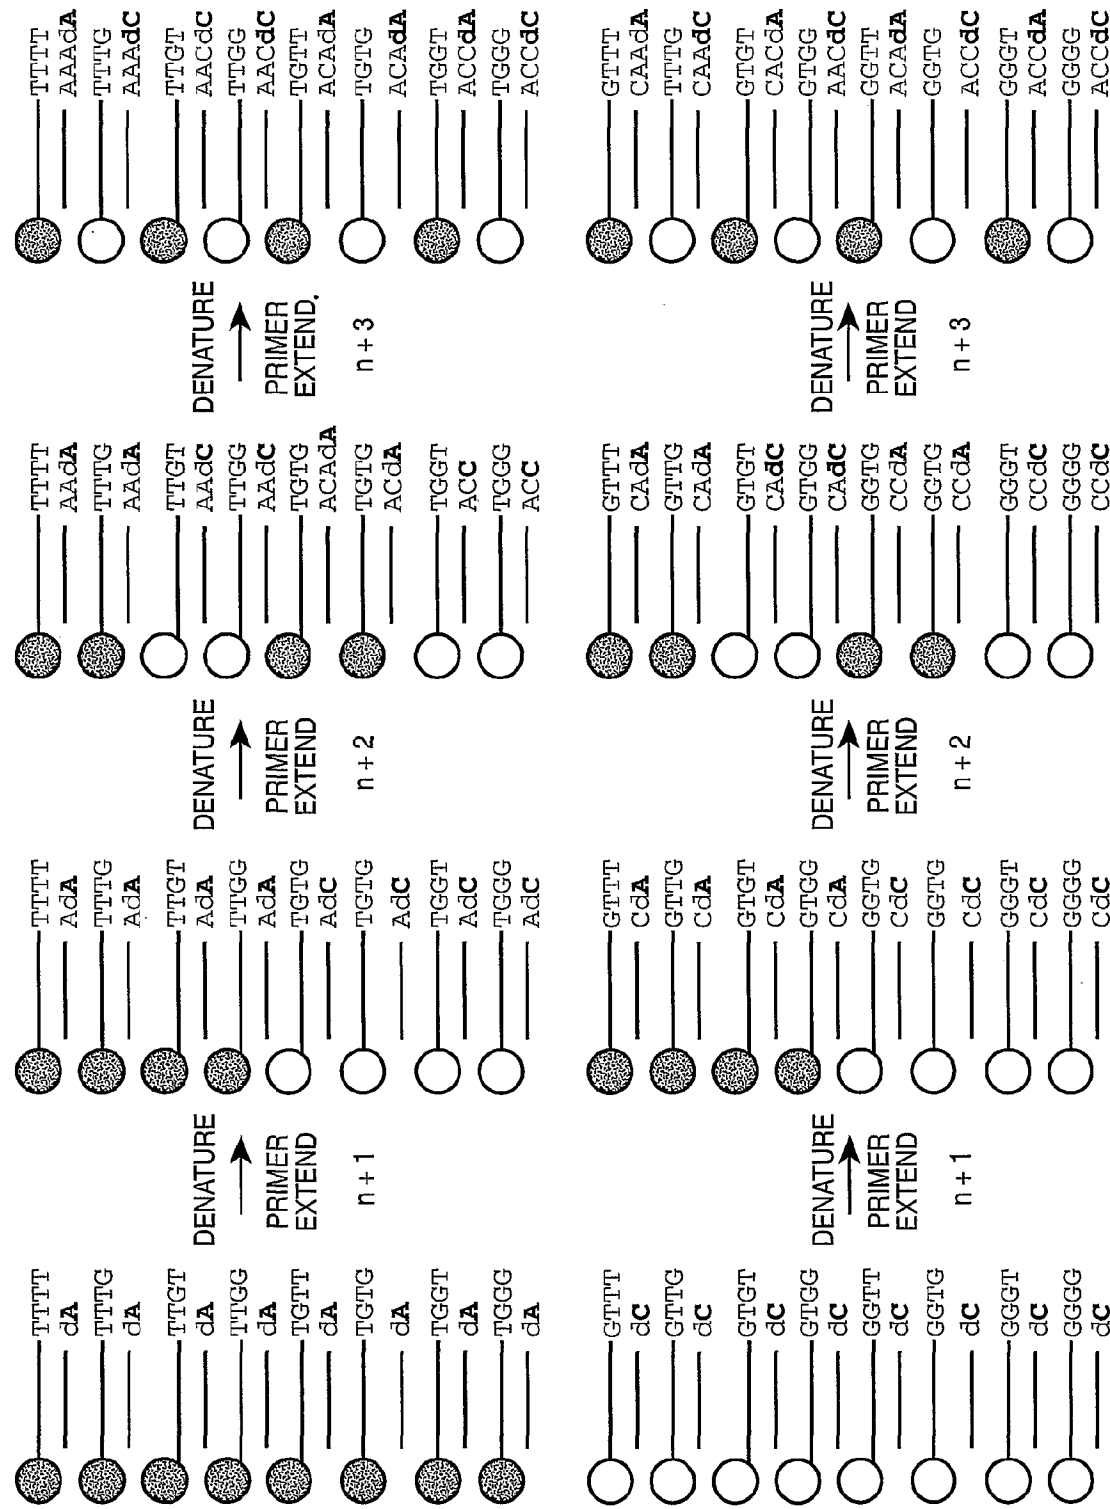 TTTT
dA
TTTG
dA
TTGT
dA
TTGG
dA
TGTT
dA
TGTG
dA
TGGT
dA
TGGG
dA
DENATURE
PRIMER
EXTEND
n + 1
TTTT
AdA
TTTG
AdA
TTGT
AdA
TTGG
AdA
TGTG
AdC
TGTG
AdC
TGGT
AdC
TGGG
AdC
DENATURE
PRIMER
EXTEND
n + 2
TTTT
AAdA
TTTG
AAdA
TTGT
AAdC
TTGG
AAdC
TGTG
ACAdA
TGTG
ACdA
TGGT
ACC
TGGG
ACC
DENATURE
PRIMER
EXTEND.
n + 3
TTTT
AAAdA
TTTG
AAAdC
TTGT
AACdC
TTGG
AACdC
TGTT
ACAdA
TGTG
ACAdA
TGGT
ACCdA
TGGG
ACCdC
GTTT
dC
GTTG
dC
GTGT
dC
GTGG
dC
GGTT
dC
GGTG
dC
GGGT
dC
GGGG
dC
DENATURE
PRIMER
EXTEND
n + 1
GTTT
CdA
GTTG
CdA
GTGT
CdA
GTGG
CdA
GGTG
CdC
GGTG
CdC
GGGT
CdC
GGGG
CdC
DENATURE
PRIMER
EXTEND
n + 2
GTTT
CAdA
GTTG
CAdA
GTGT
CAdC
GTGG
CAdC
GGTG
CCdA
GGTG
CCdA
GGGT
CCdC
GGGG
CCdC
DENATURE
PRIMER
EXTEND
n + 3
GTTT
CAAdA
TTTG
CAAdC
GTGT
CACdA
GTGG
AACdC
GGTT
ACAdA
GGTG
ACCdC
GGGT
ACCdA
GGGG
ACCdC